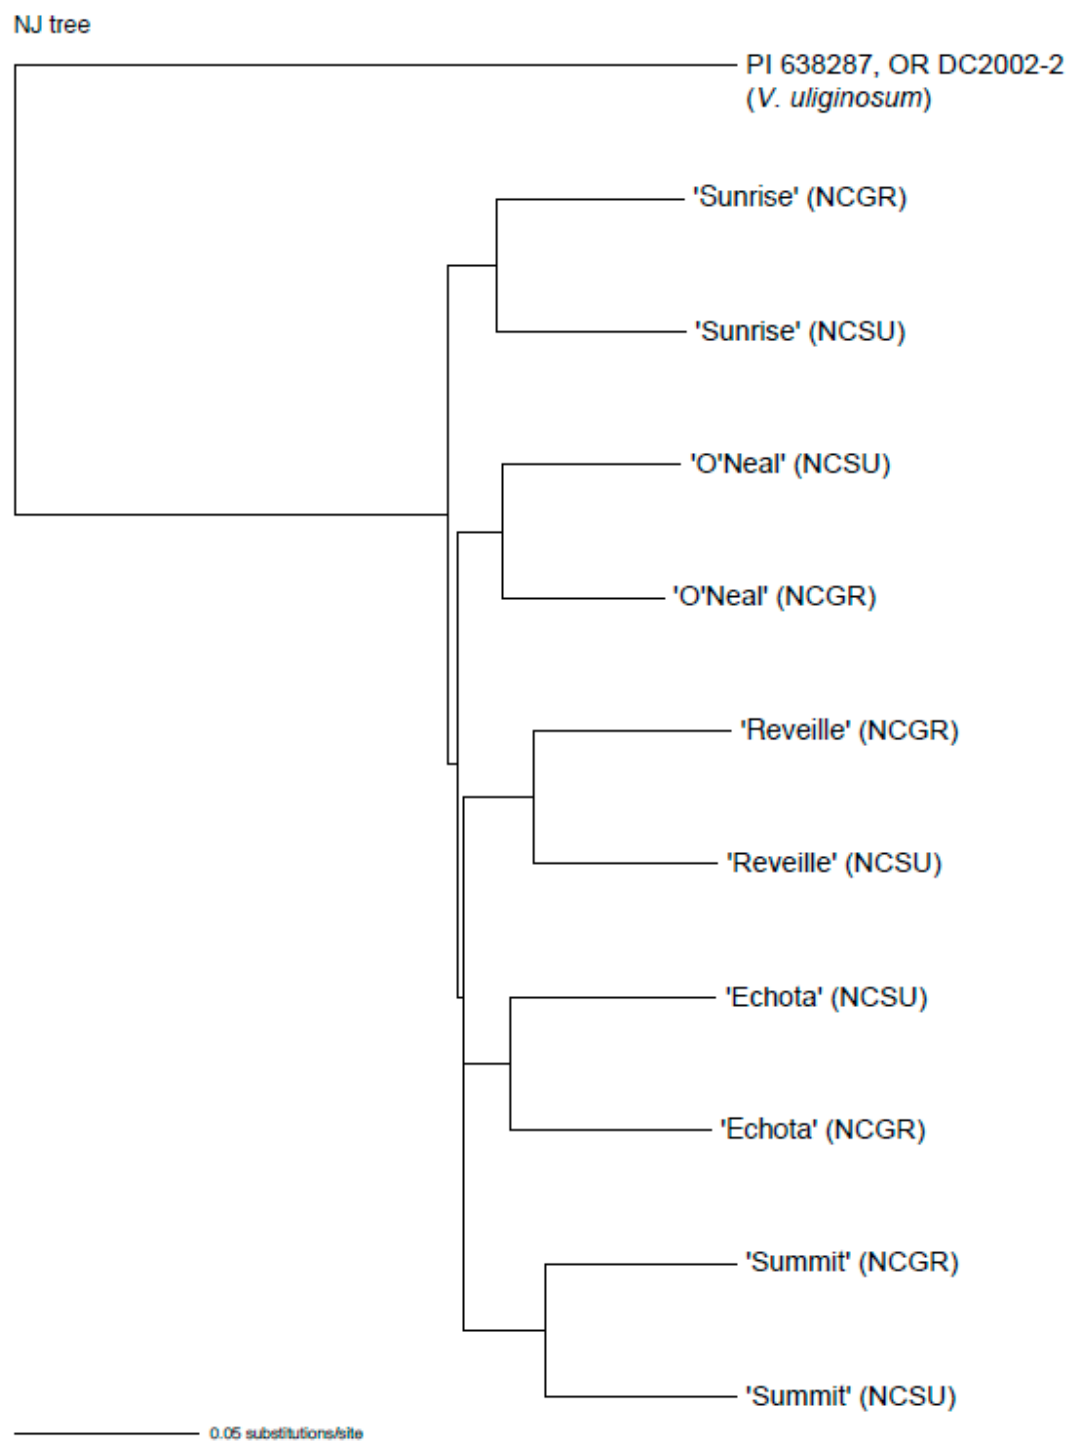 NJ tree
PI 638287, OR DC2002-2
(V. uliginosum)
'Sunrise' (NCGR)
'Sunrise' (NCSU)
'O'Neal' (NCSU)
'O'Neal' (NCGR)
'Reveille' (NCGR)
'Reveille' (NCSU)
'Echota' (NCSU)
'Echota' (NCGR)
'Summit' (NCGR)
'Summit' (NCSU)
0.05 substitutions/site